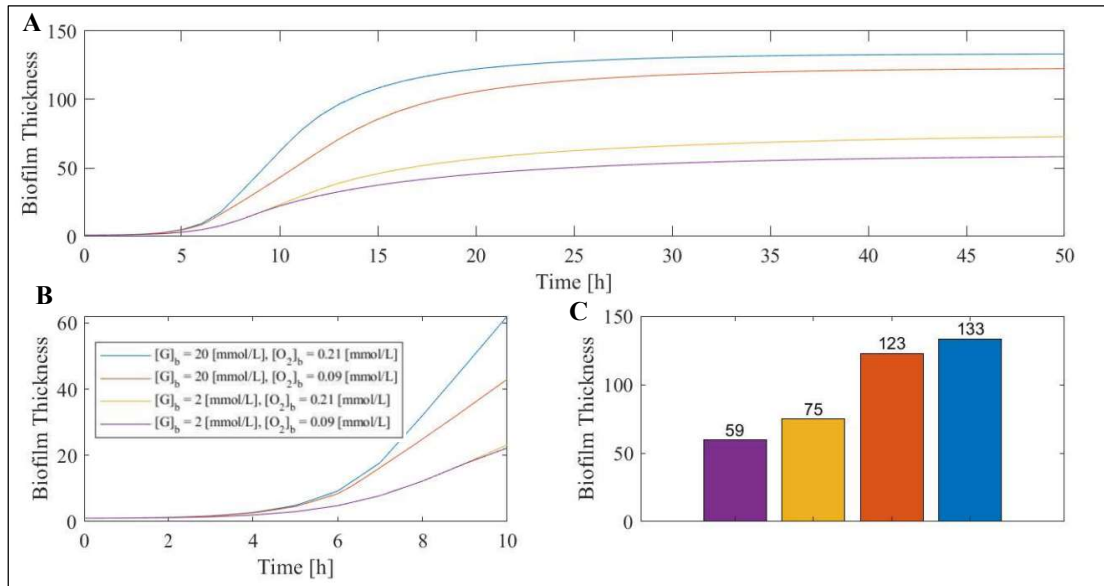 A
150
100
50
0
Biofilm Thickness
0 5 10 15 20 25 30 35 40 45 50
Time [h]
B
60
40
20
0
Biofilm Thickness
[G]b = 20 [mmol/L], [O2]b = 0.21 [mmol/L]
[G]b = 20 [mmol/L], [O2]b = 0.09 [mmol/L]
[G]b = 2 [mmol/L], [O2]b = 0.21 [mmol/L]
[G]b = 2 [mmol/L], [O2]b = 0.09 [mmol/L]
0 2 4 6 8 10
Time [h]
C
150
100
50
0
Biofilm Thickness
59
75
123
133